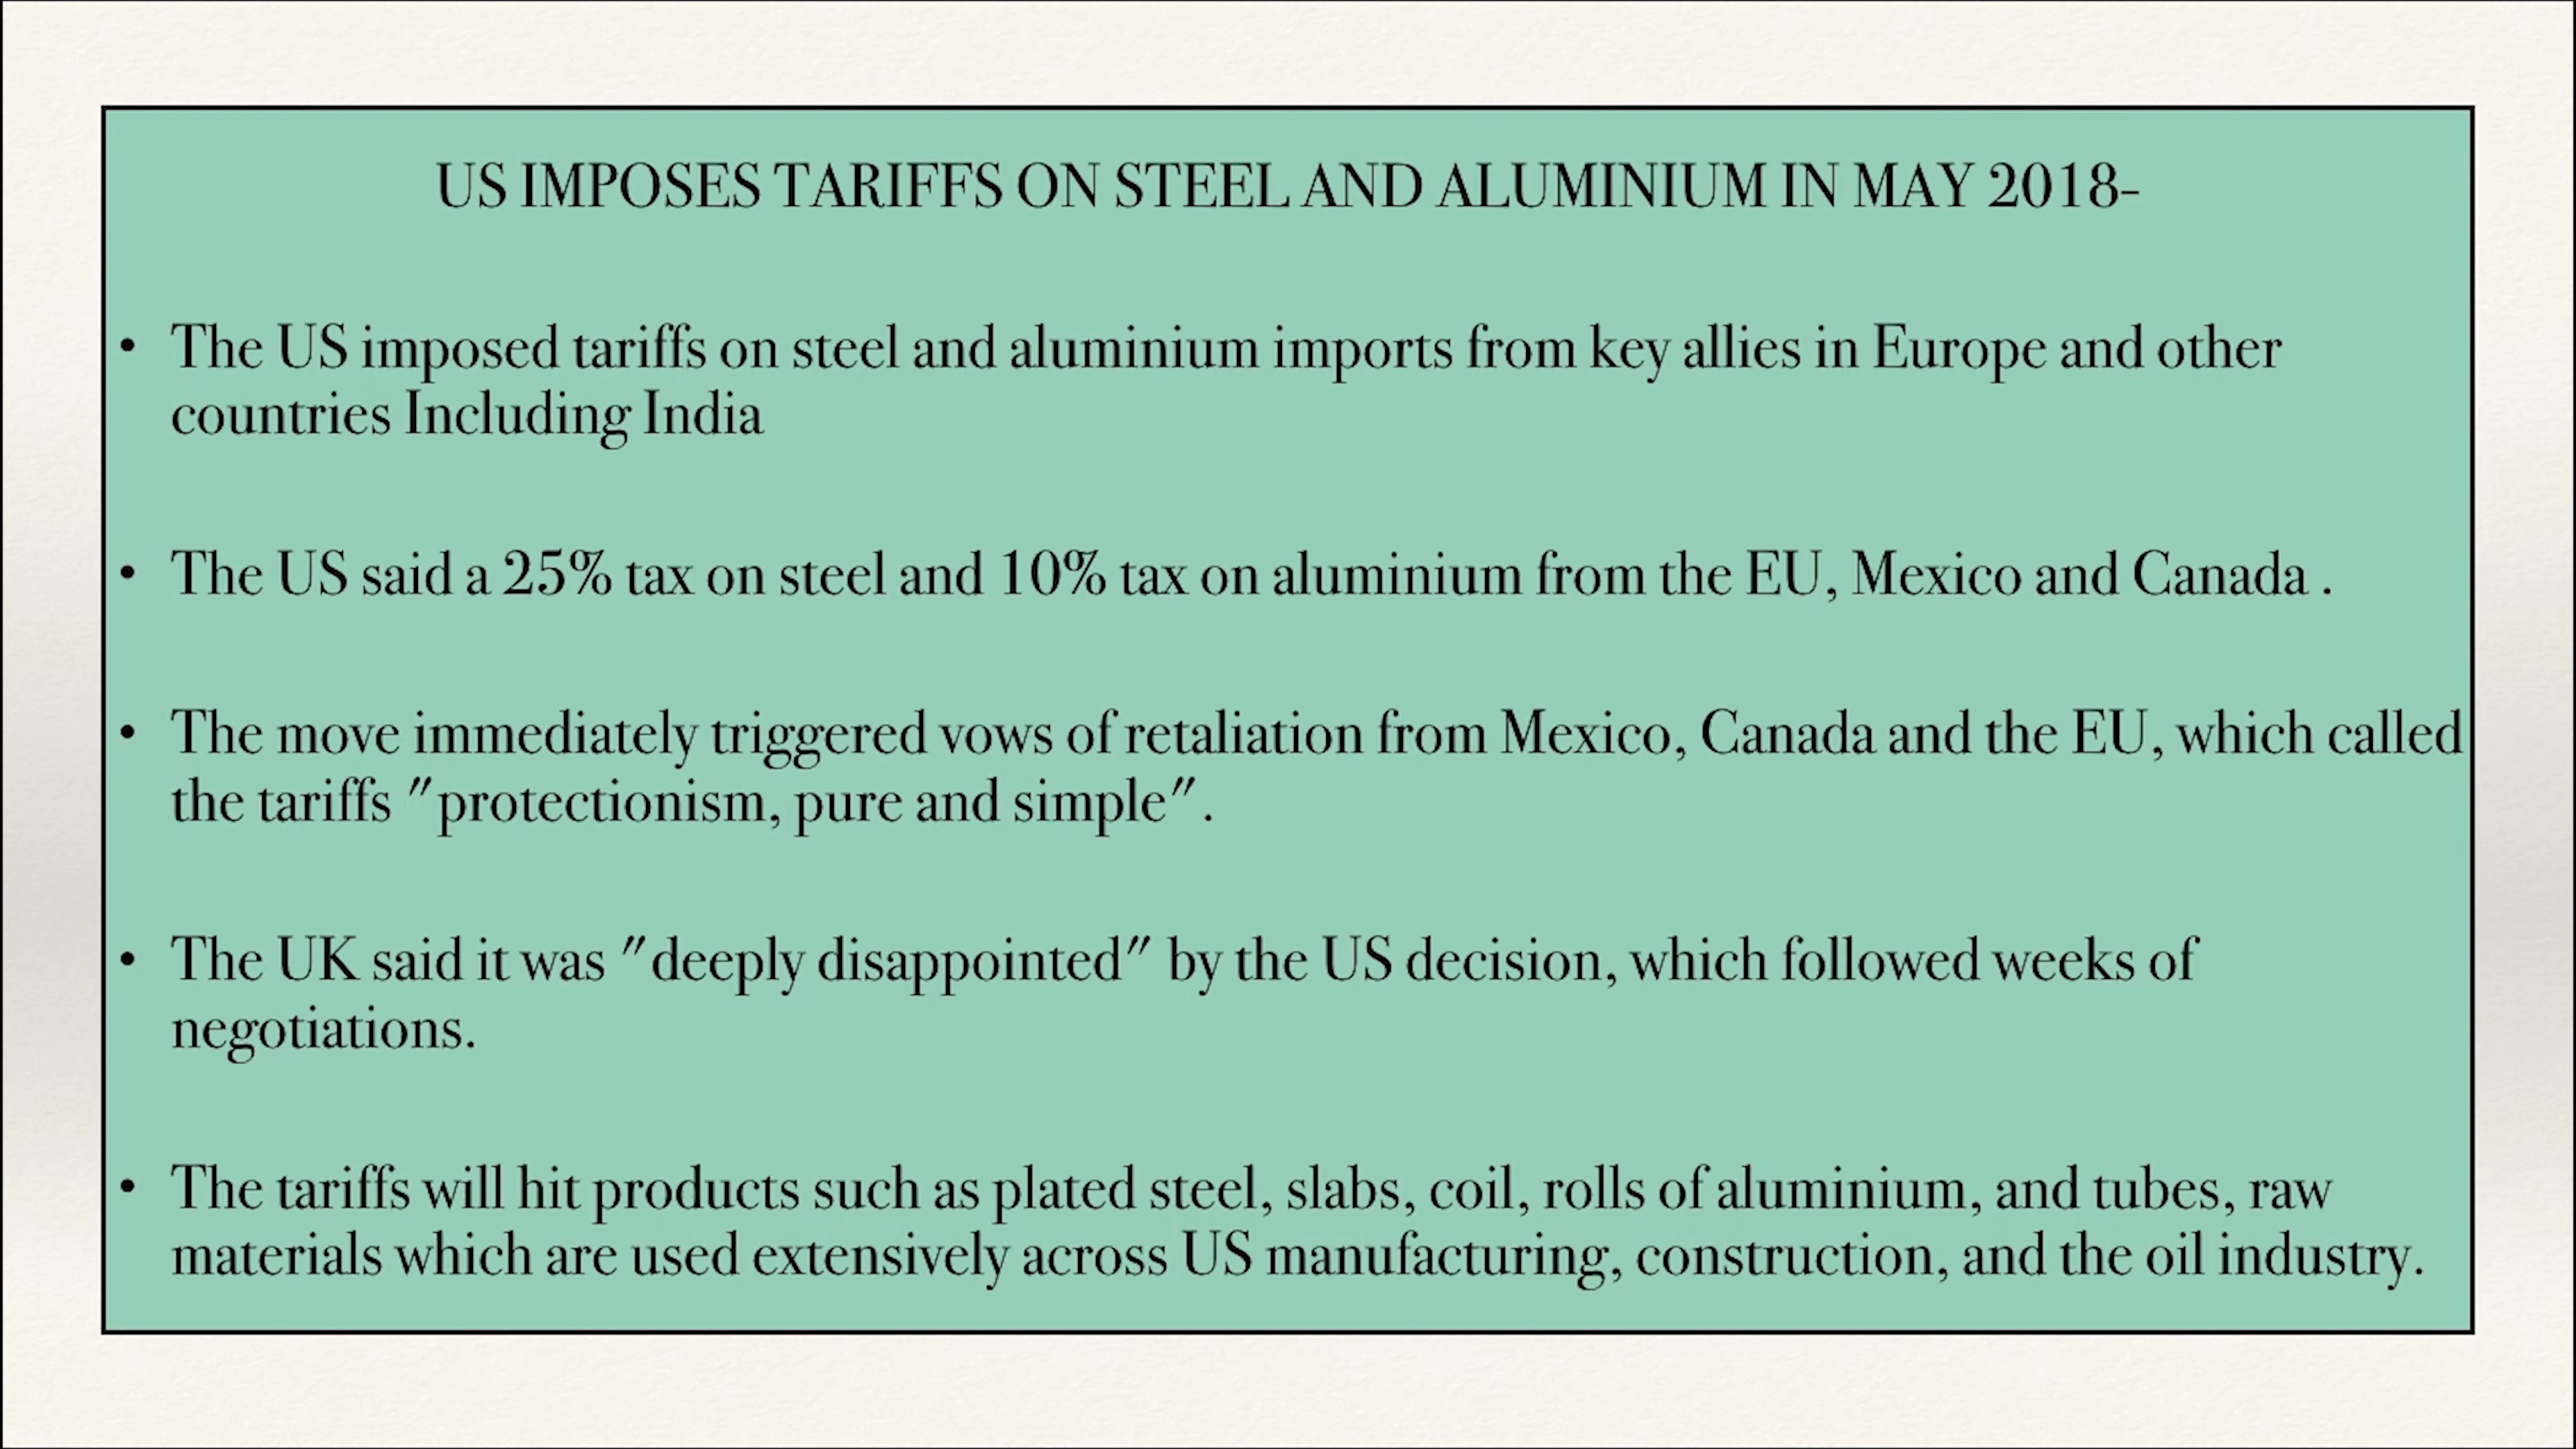 US IMPOSES TARIFFS ON STEEL AND ALUMINIUM IN MAY 2018-
• The US imposed tariffs on steel and aluminium imports from key allies in Europe and other
countries Including India
• The US said a 25% tax on steel and 10% tax on aluminium from the EU, Mexico and Canada .
• The move immediately triggered vows of retaliation from Mexico, Canada and the EU, which called
the tariffs "protectionism, pure and simple".
• The UK said it was "deeply disappointed" by the US decision, which followed weeks of
negotiations.
• The tariffs will hit products such as plated steel, slabs, coil, rolls of aluminium, and tubes, raw
materials which are used extensively across US manufacturing, construction, and the oil industry.